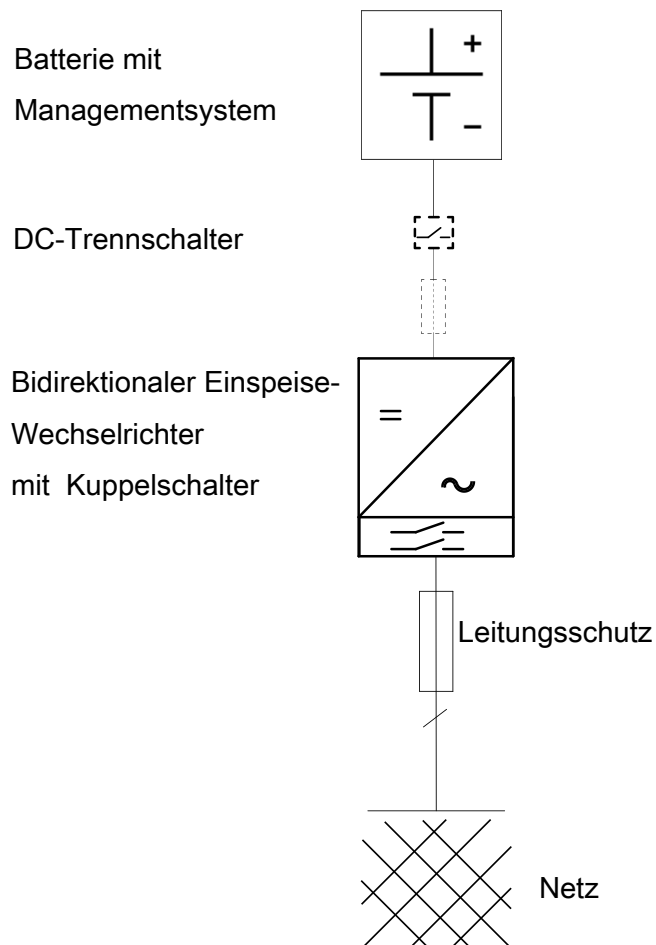 Batterie mit
Managementsystem
+
−
DC-Trennschalter
Bidirektionaler Einspeise-
Wechselrichter
mit Kuppelschalter
=
~
Leitungsschutz
Netz